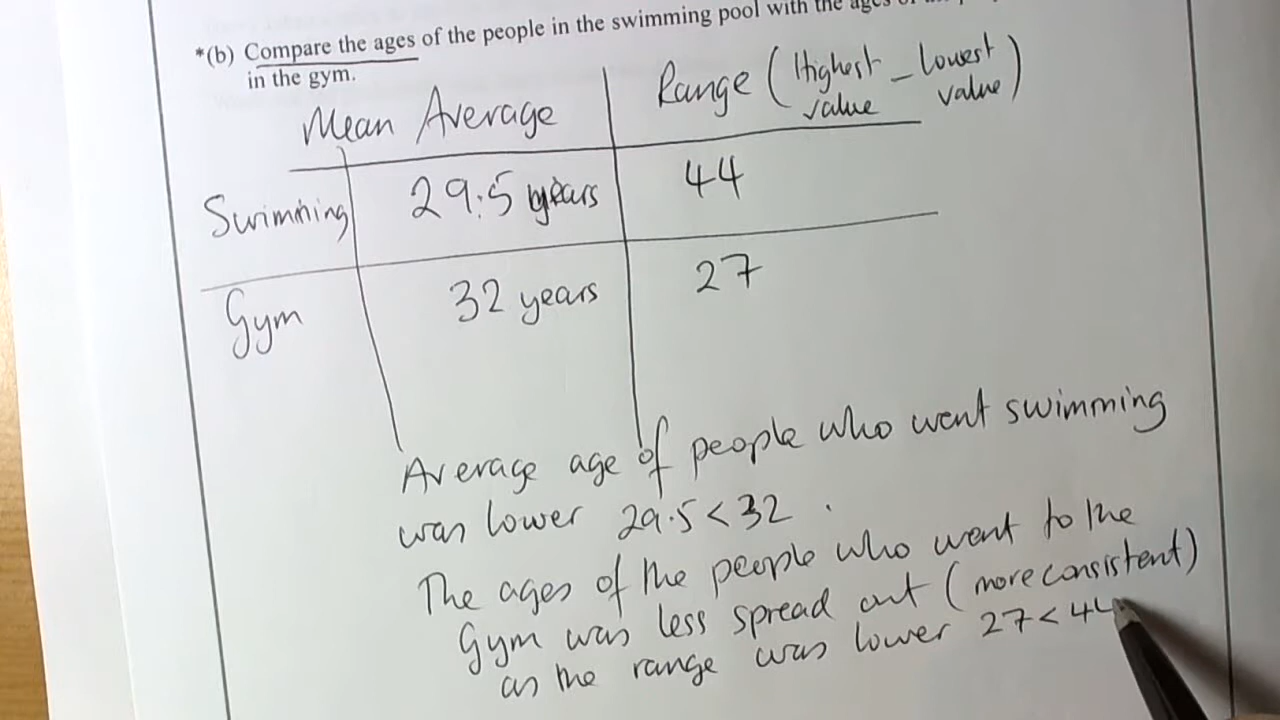 *(b) Compare the ages of the people in the swimming pool with the ages of
in the gym.
Mean Average
Range (Highest value - lowest value)
Swimming 29.5 years 44
Gym 32 years 27
Average age of people who went swimming
was lower 29.5 < 32 .
The ages of the people who went to the
Gym was less spread out (more consistent)
as the range was lower 27 < 44